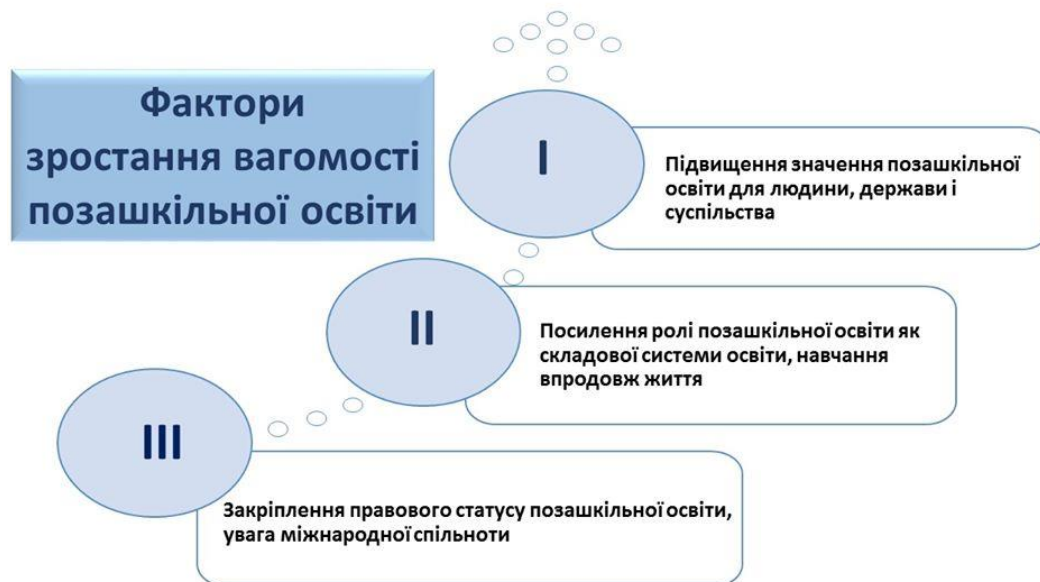 Фактори
зростання вагомості
позашкільної освіти
I
Підвищення значення позашкільної
освіти для людини, держави і
суспільства
II
Посилення ролі позашкільної освіти як
складової системи освіти, навчання
впродовж життя
III
Закріплення правового статусу позашкільної освіти,
увага міжнародної спільноти